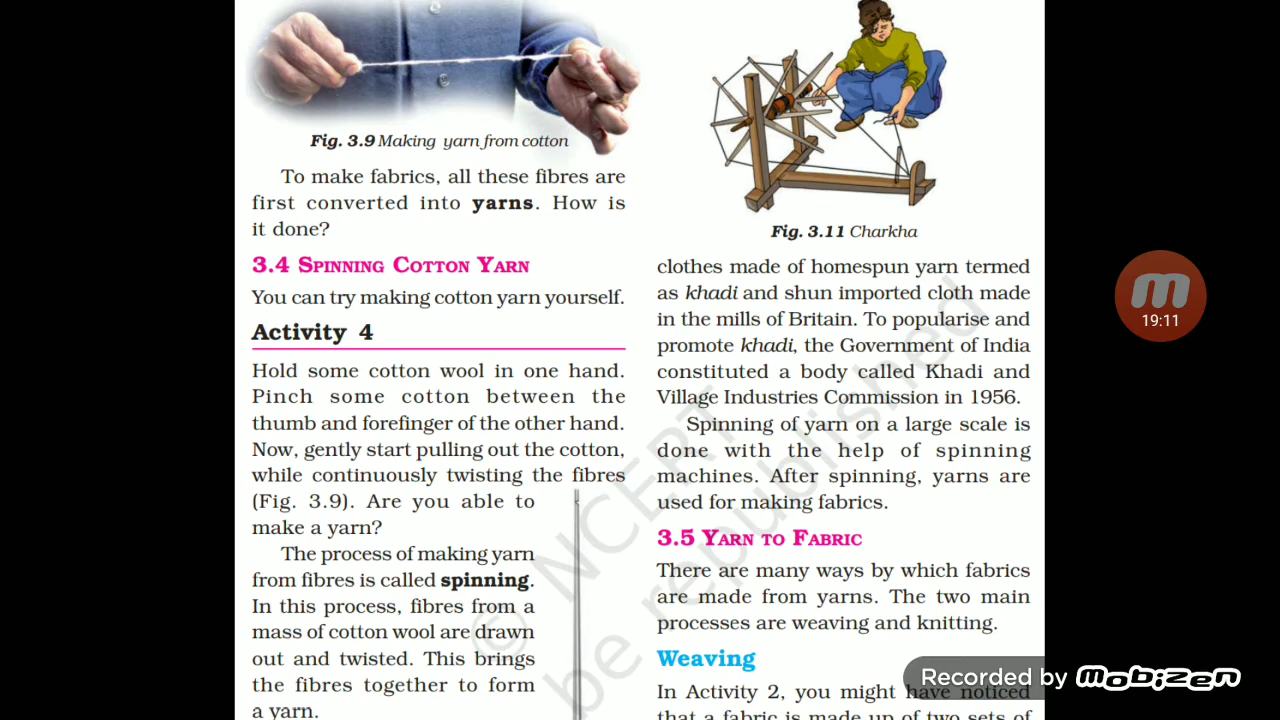 Fig. 3.9 Making yarn from cotton
To make fabrics, all these fibres are
first converted into yarns. How is
it done?
3.4 SPINNING COTTON YARN
You can try making cotton yarn yourself.
Activity 4
Hold some cotton wool in one hand.
Pinch some cotton between the
thumb and forefinger of the other hand.
Now, gently start pulling out the cotton,
while continuously twisting the fibres
(Fig. 3.9). Are you able to
make a yarn?
The process of making yarn
from fibres is called spinning.
In this process, fibres from a
mass of cotton wool are drawn
out and twisted. This brings
the fibres together to form
a yarn.
Fig. 3.11 Charkha
clothes made of homespun yarn termed
as khadi and shun imported cloth made
in the mills of Britain. To popularise and
promote khadi, the Government of India
constituted a body called Khadi and
Village Industries Commission in 1956.
Spinning of yarn on a large scale is
done with the help of spinning
machines. After spinning, yarns are
used for making fabrics.
3.5 YARN TO FABRIC
There are many ways by which fabrics
are made from yarns. The two main
processes are weaving and knitting.
Weaving
In Activity 2, you might have noticed
that a fabric is made up of two sets of
© NCERT
be republished
19:11
Recorded by MOBIZEN